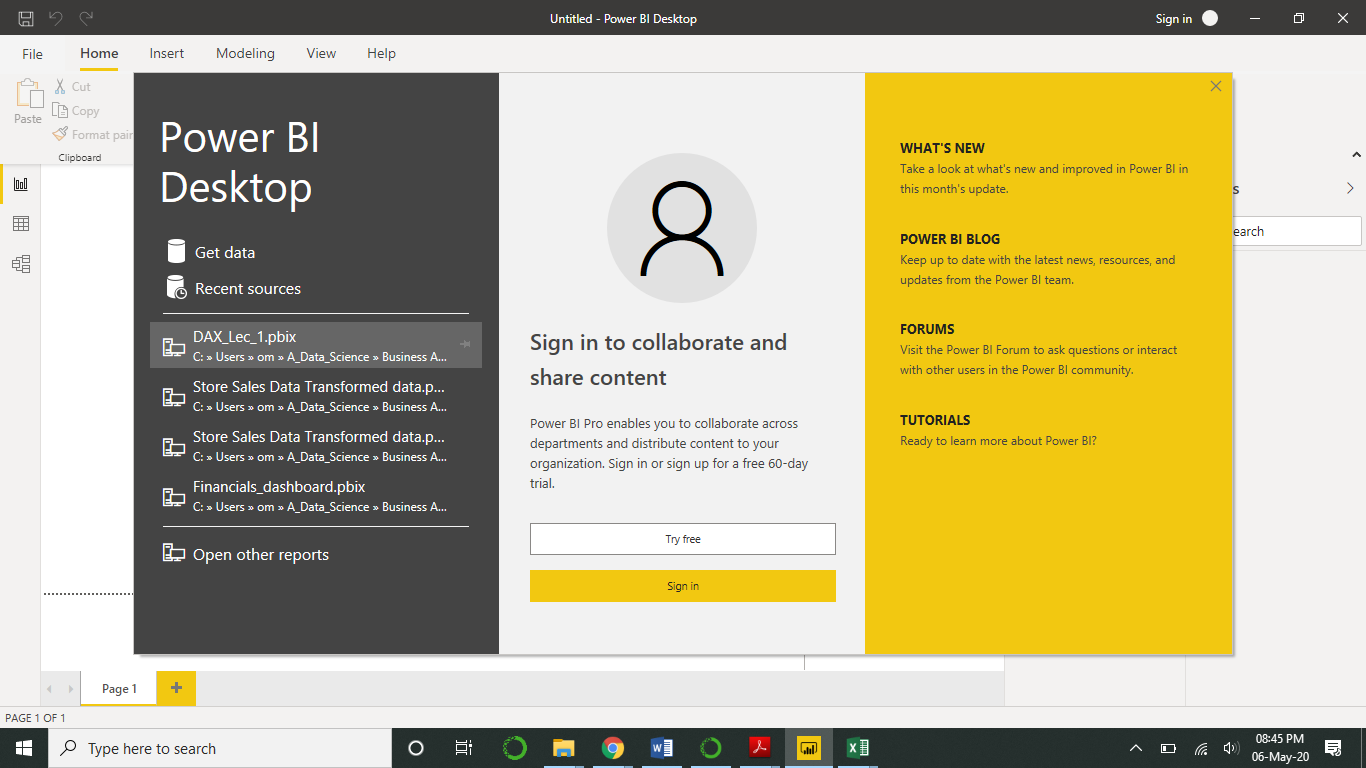 Untitled - Power BI Desktop
Sign in
File
Home
Insert
Modeling
View
Help
Paste
Cut
Copy
Format pain
Clipboard
Power BI
Desktop
Get data
Recent sources
DAX_Lec_1.pbix
C: » Users » om » A_Data_Science » Business A...
Store Sales Data Transformed data.p...
C: » Users » om » A_Data_Science » Business A...
Store Sales Data Transformed data.p...
C: » Users » om » A_Data_Science » Business A...
Financials_dashboard.pbix
C: » Users » om » A_Data_Science » Business A...
Open other reports
Sign in to collaborate and
share content
Power BI Pro enables you to collaborate across
departments and distribute content to your
organization. Sign in or sign up for a free 60-day
trial.
Try free
Sign in
WHAT'S NEW
Take a look at what's new and improved in Power BI in
this month's update.
POWER BI BLOG
Keep up to date with the latest news, resources, and
updates from the Power BI team.
FORUMS
Visit the Power BI Forum to ask questions or interact
with other users in the Power BI community.
TUTORIALS
Ready to learn more about Power BI?
s
earch
Page 1
PAGE 1 OF 1
Type here to search
08:45 PM
06-May-20